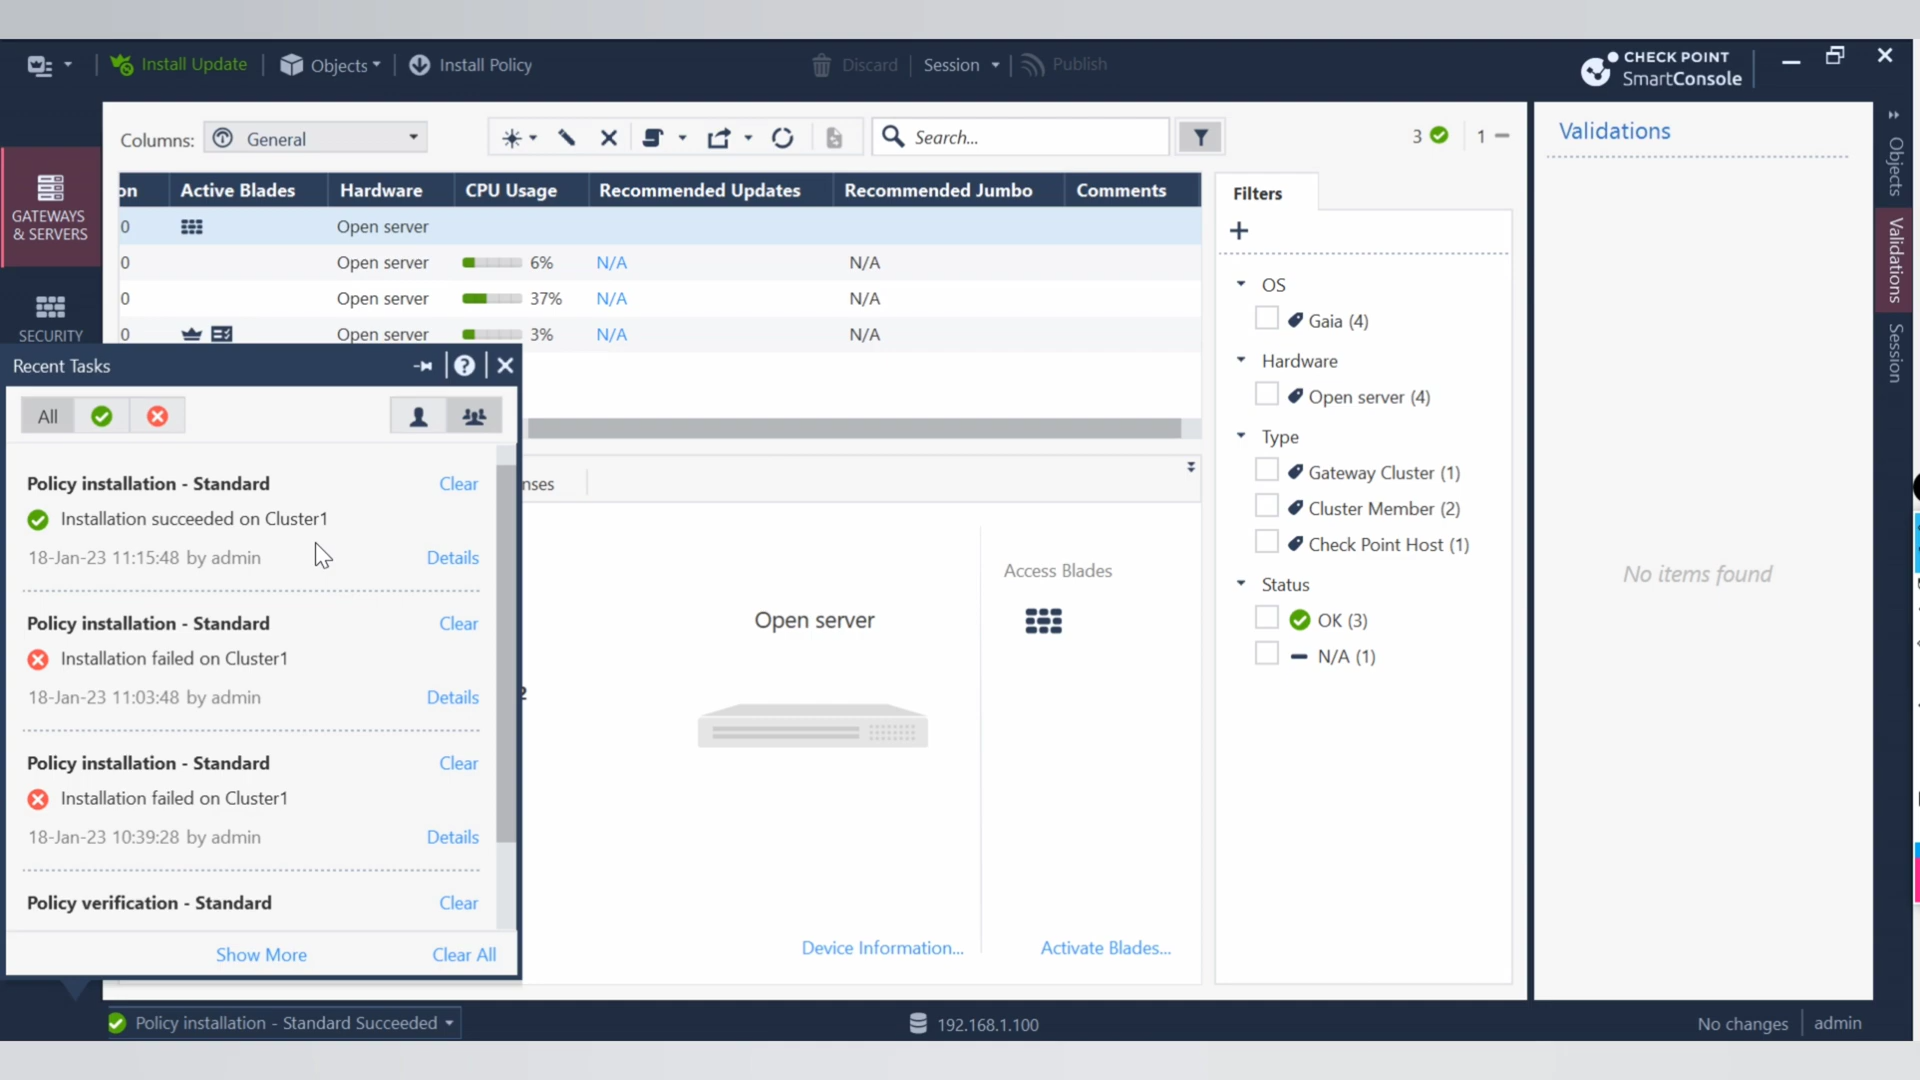 Install Update
Objects
Install Policy
Discard
Session
Publish
CHECK POINT
SmartConsole
Columns:
General
Search...
3
1
Validations
on Active Blades Hardware CPU Usage Recommended Updates Recommended Jumbo Comments
0 Open server
0 Open server 6% N/A N/A
0 Open server 37% N/A N/A
0 Open server 3% N/A N/A
GATEWAYS
& SERVERS
SECURITY
Filters
OS
Gaia (4)
Hardware
Open server (4)
Type
Gateway Cluster (1)
Cluster Member (2)
Check Point Host (1)
Status
OK (3)
N/A (1)
No items found
Objects
Validations
Session
Recent Tasks
All
Policy installation - Standard Clear
Installation succeeded on Cluster1
18-Jan-23 11:15:48 by admin Details
Policy installation - Standard Clear
Installation failed on Cluster1
18-Jan-23 11:03:48 by admin Details
Policy installation - Standard Clear
Installation failed on Cluster1
18-Jan-23 10:39:28 by admin Details
Policy verification - Standard Clear
Show More Clear All
nses
2
Open server
Access Blades
Device Information...
Activate Blades...
Policy installation - Standard Succeeded
192.168.1.100
No changes
admin